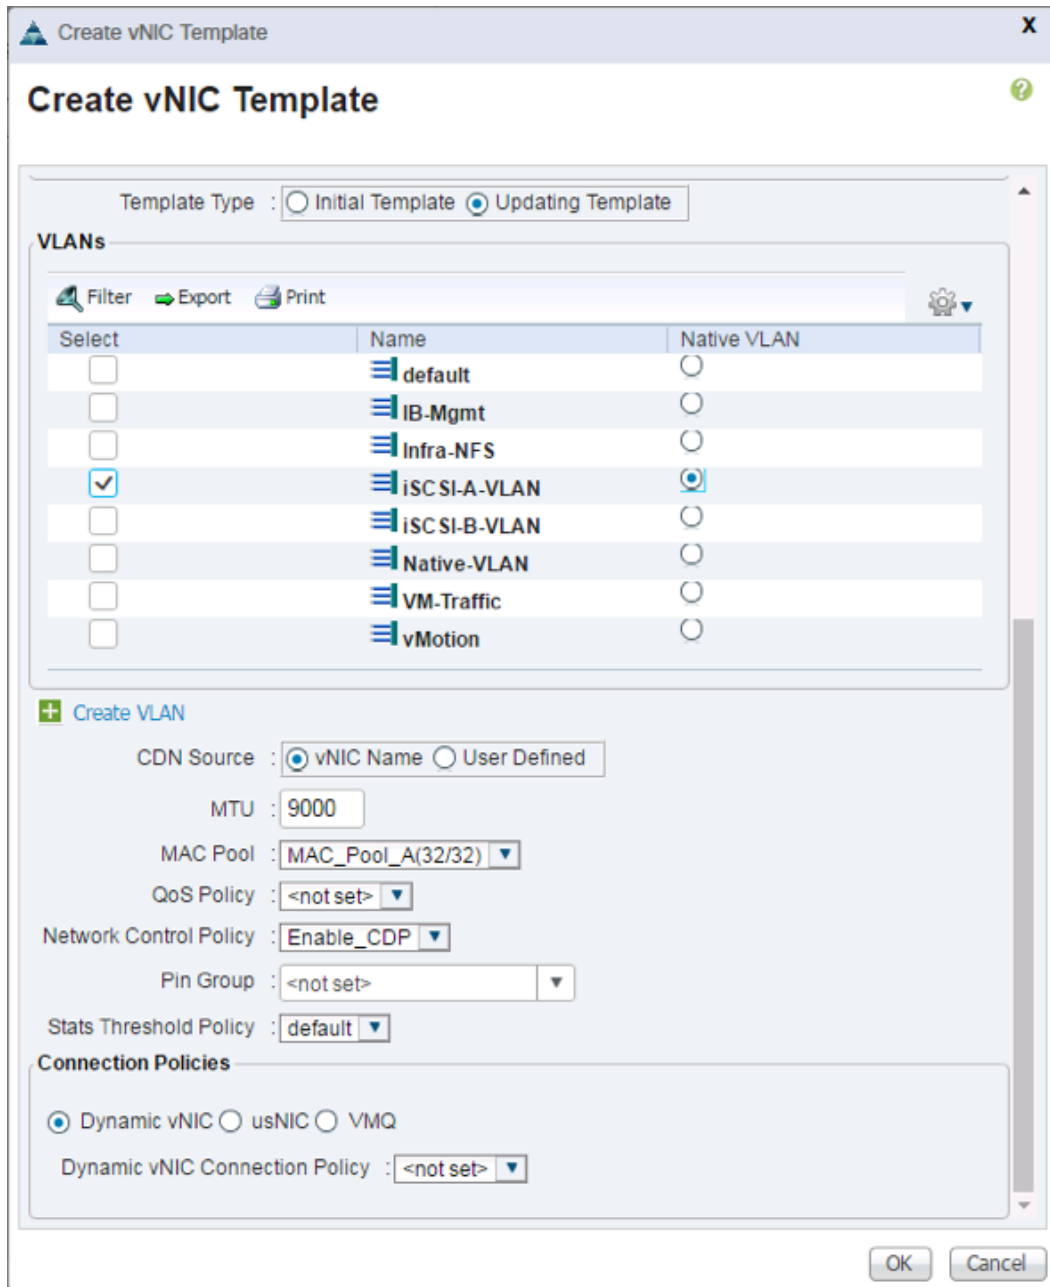 Create vNIC Template X
Create vNIC Template ?
Template Type : Initial Template Updating Template
VLANs
Filter Export Print
Select Name Native VLAN
default
IB-Mgmt
Infra-NFS
iSCSI-A-VLAN
iSCSI-B-VLAN
Native-VLAN
VM-Traffic
vMotion
Create VLAN
CDN Source : vNIC Name User Defined
MTU : 9000
MAC Pool : MAC_Pool_A(32/32)
QoS Policy : <not set>
Network Control Policy : Enable_CDP
Pin Group : <not set>
Stats Threshold Policy : default
Connection Policies
Dynamic vNIC usNIC VMQ
Dynamic vNIC Connection Policy : <not set>
OK Cancel